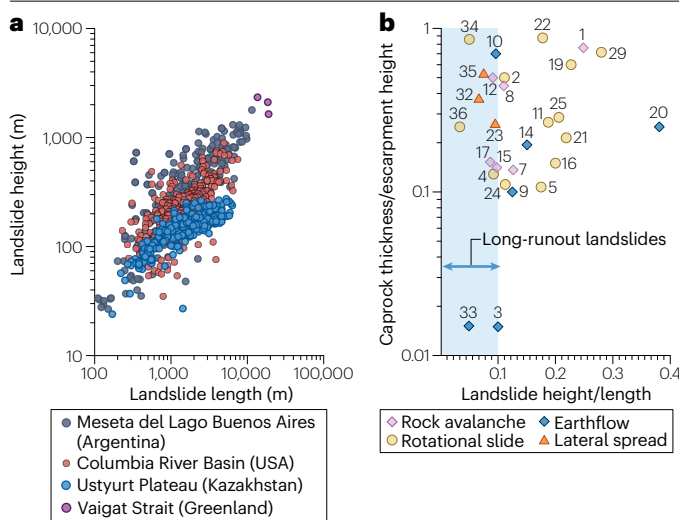 a
10,000
1,000
100
10
Landslide height (m)
100
1,000
10,000
100,000
Landslide length (m)
Meseta del Lago Buenos Aires
(Argentina)
Columbia River Basin (USA)
Ustyurt Plateau (Kazakhstan)
Vaigat Strait (Greenland)
b
1
0.1
0.01
Caprock thickness/escarpment height
34
22
1
10
29
35
19
12
2
8
32
36
23
11
25
20
14
21
17
15
7
16
4
24
9
5
Long-runout landslides
33
3
0.1
0.2
0.3
0.4
Landslide height/length
Rock avalanche
Earthflow
Rotational slide
Lateral spread